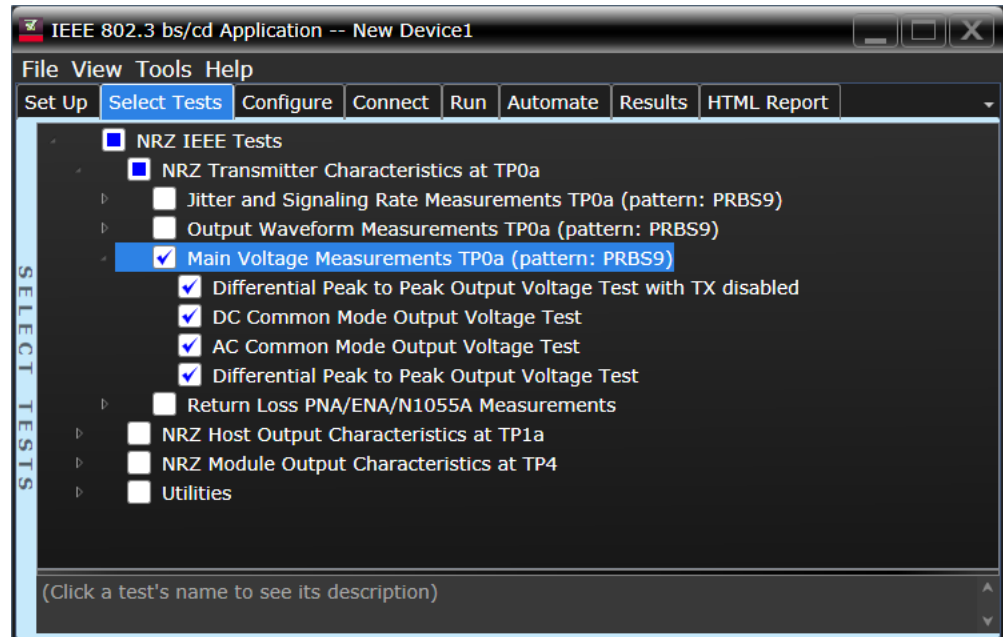 IEEE 802.3 bs/cd Application -- New Device1
File View Tools Help
Set Up Select Tests Configure Connect Run Automate Results HTML Report
SELECT TESTS
NRZ IEEE Tests
NRZ Transmitter Characteristics at TP0a
Jitter and Signaling Rate Measurements TP0a (pattern: PRBS9)
Output Waveform Measurements TP0a (pattern: PRBS9)
Main Voltage Measurements TP0a (pattern: PRBS9)
Differential Peak to Peak Output Voltage Test with TX disabled
DC Common Mode Output Voltage Test
AC Common Mode Output Voltage Test
Differential Peak to Peak Output Voltage Test
Return Loss PNA/ENA/N1055A Measurements
NRZ Host Output Characteristics at TP1a
NRZ Module Output Characteristics at TP4
Utilities
(Click a test's name to see its description)